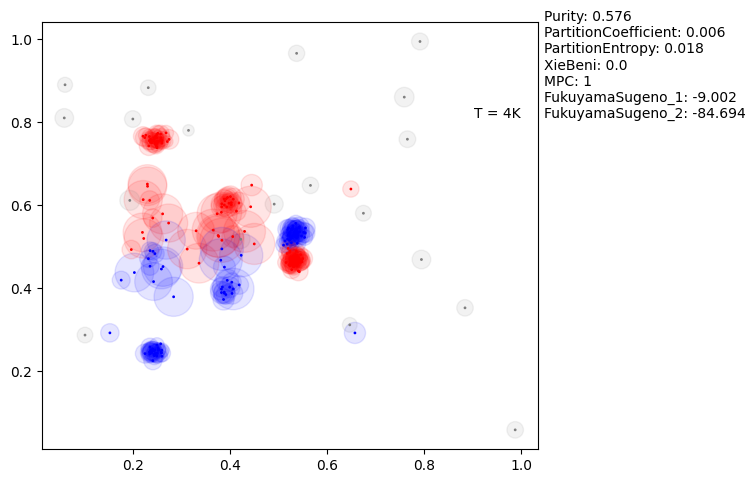 Purity: 0.576
PartitionCoefficient: 0.006
PartitionEntropy: 0.018
XieBeni: 0.0
MPC: 1
FukuyamaSugeno_1: -9.002
FukuyamaSugeno_2: -84.694
T = 4K
1.0
0.8
0.6
0.4
0.2
0.2
0.4
0.6
0.8
1.0